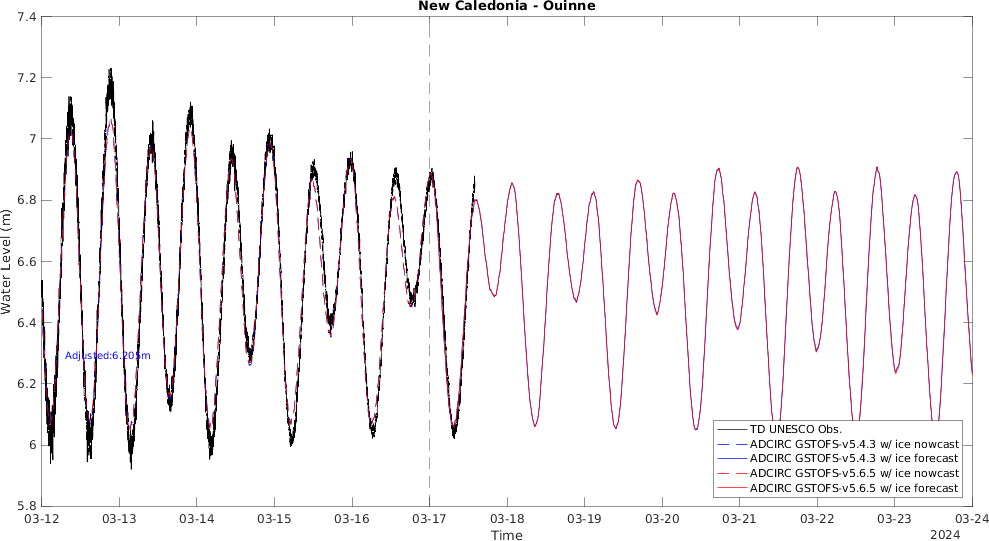 New Caledonia - Ouinne
7.4
7.2
7
6.8
6.6
6.4
6.2
6
5.8
Water Level (m)
Adjusted:6.205m
TD UNESCO Obs.
ADCIRC GSTOFS-v5.4.3 w/ ice nowcast
ADCIRC GSTOFS-v5.4.3 w/ ice forecast
ADCIRC GSTOFS-v5.6.5 w/ ice nowcast
ADCIRC GSTOFS-v5.6.5 w/ ice forecast
03-12 03-13 03-14 03-15 03-16 03-17 03-18 03-19 03-20 03-21 03-22 03-23 03-24
Time
2024